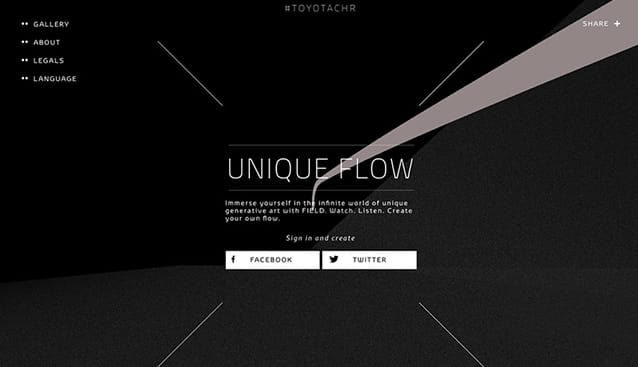 #TOYOTACHR
GALLERY
ABOUT
LEGALS
LANGUAGE
SHARE +
UNIQUE FLOW
Immerse yourself in the infinite world of unique
generative art with FIELD. Watch. Listen. Create
your own flow.
Sign in and create
FACEBOOK
TWITTER